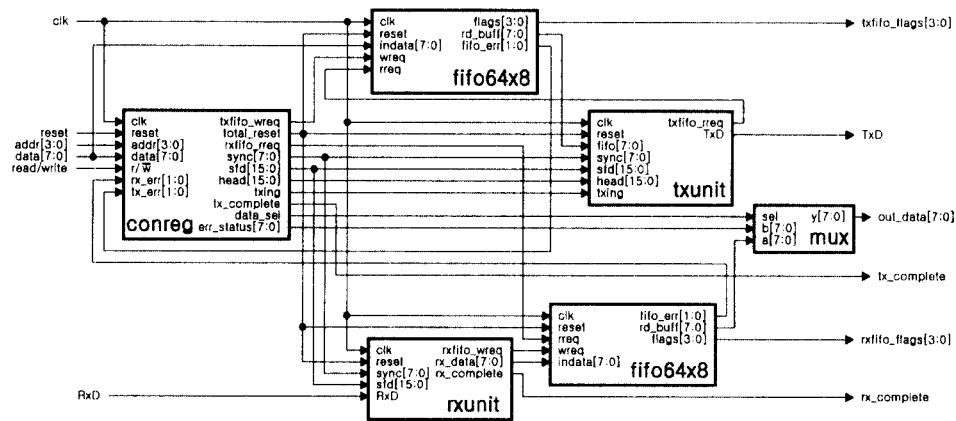 clk
clk flags[3:0]
reset rd_buff[7:0]
indata[7:0] fifo_err[1:0]
wreq
rreq
fifo64x8
txfifo_flags[3:0]
reset
addr[3:0]
data[7:0]
read/write
clk txfifo_wreq
reset total_reset
addr[3:0] rxfifo_rreq
data[7:0] sync[7:0]
r/w sfd[15:0]
rx_err[1:0] head[15:0]
tx_err[1:0] txing
tx_complete
data_sel
err_status[7:0]
conreg
clk txfifo_rreq
reset TxD
fifo[7:0]
sync[7:0]
sfd[15:0]
head[15:0]
txing
txunit
TxD
sel y[7:0]
b[7:0]
a[7:0]
mux
out_data[7:0]
tx_complete
clk fifo_err[1:0]
reset rd_buff[7:0]
rreq flags[3:0]
wreq
indata[7:0]
fifo64x8
rxfifo_flags[3:0]
clk rxfifo_wreq
reset rx_data[7:0]
sync[7:0] rx_complete
sfd[15:0]
RxD
rxunit
RxD
rx_complete